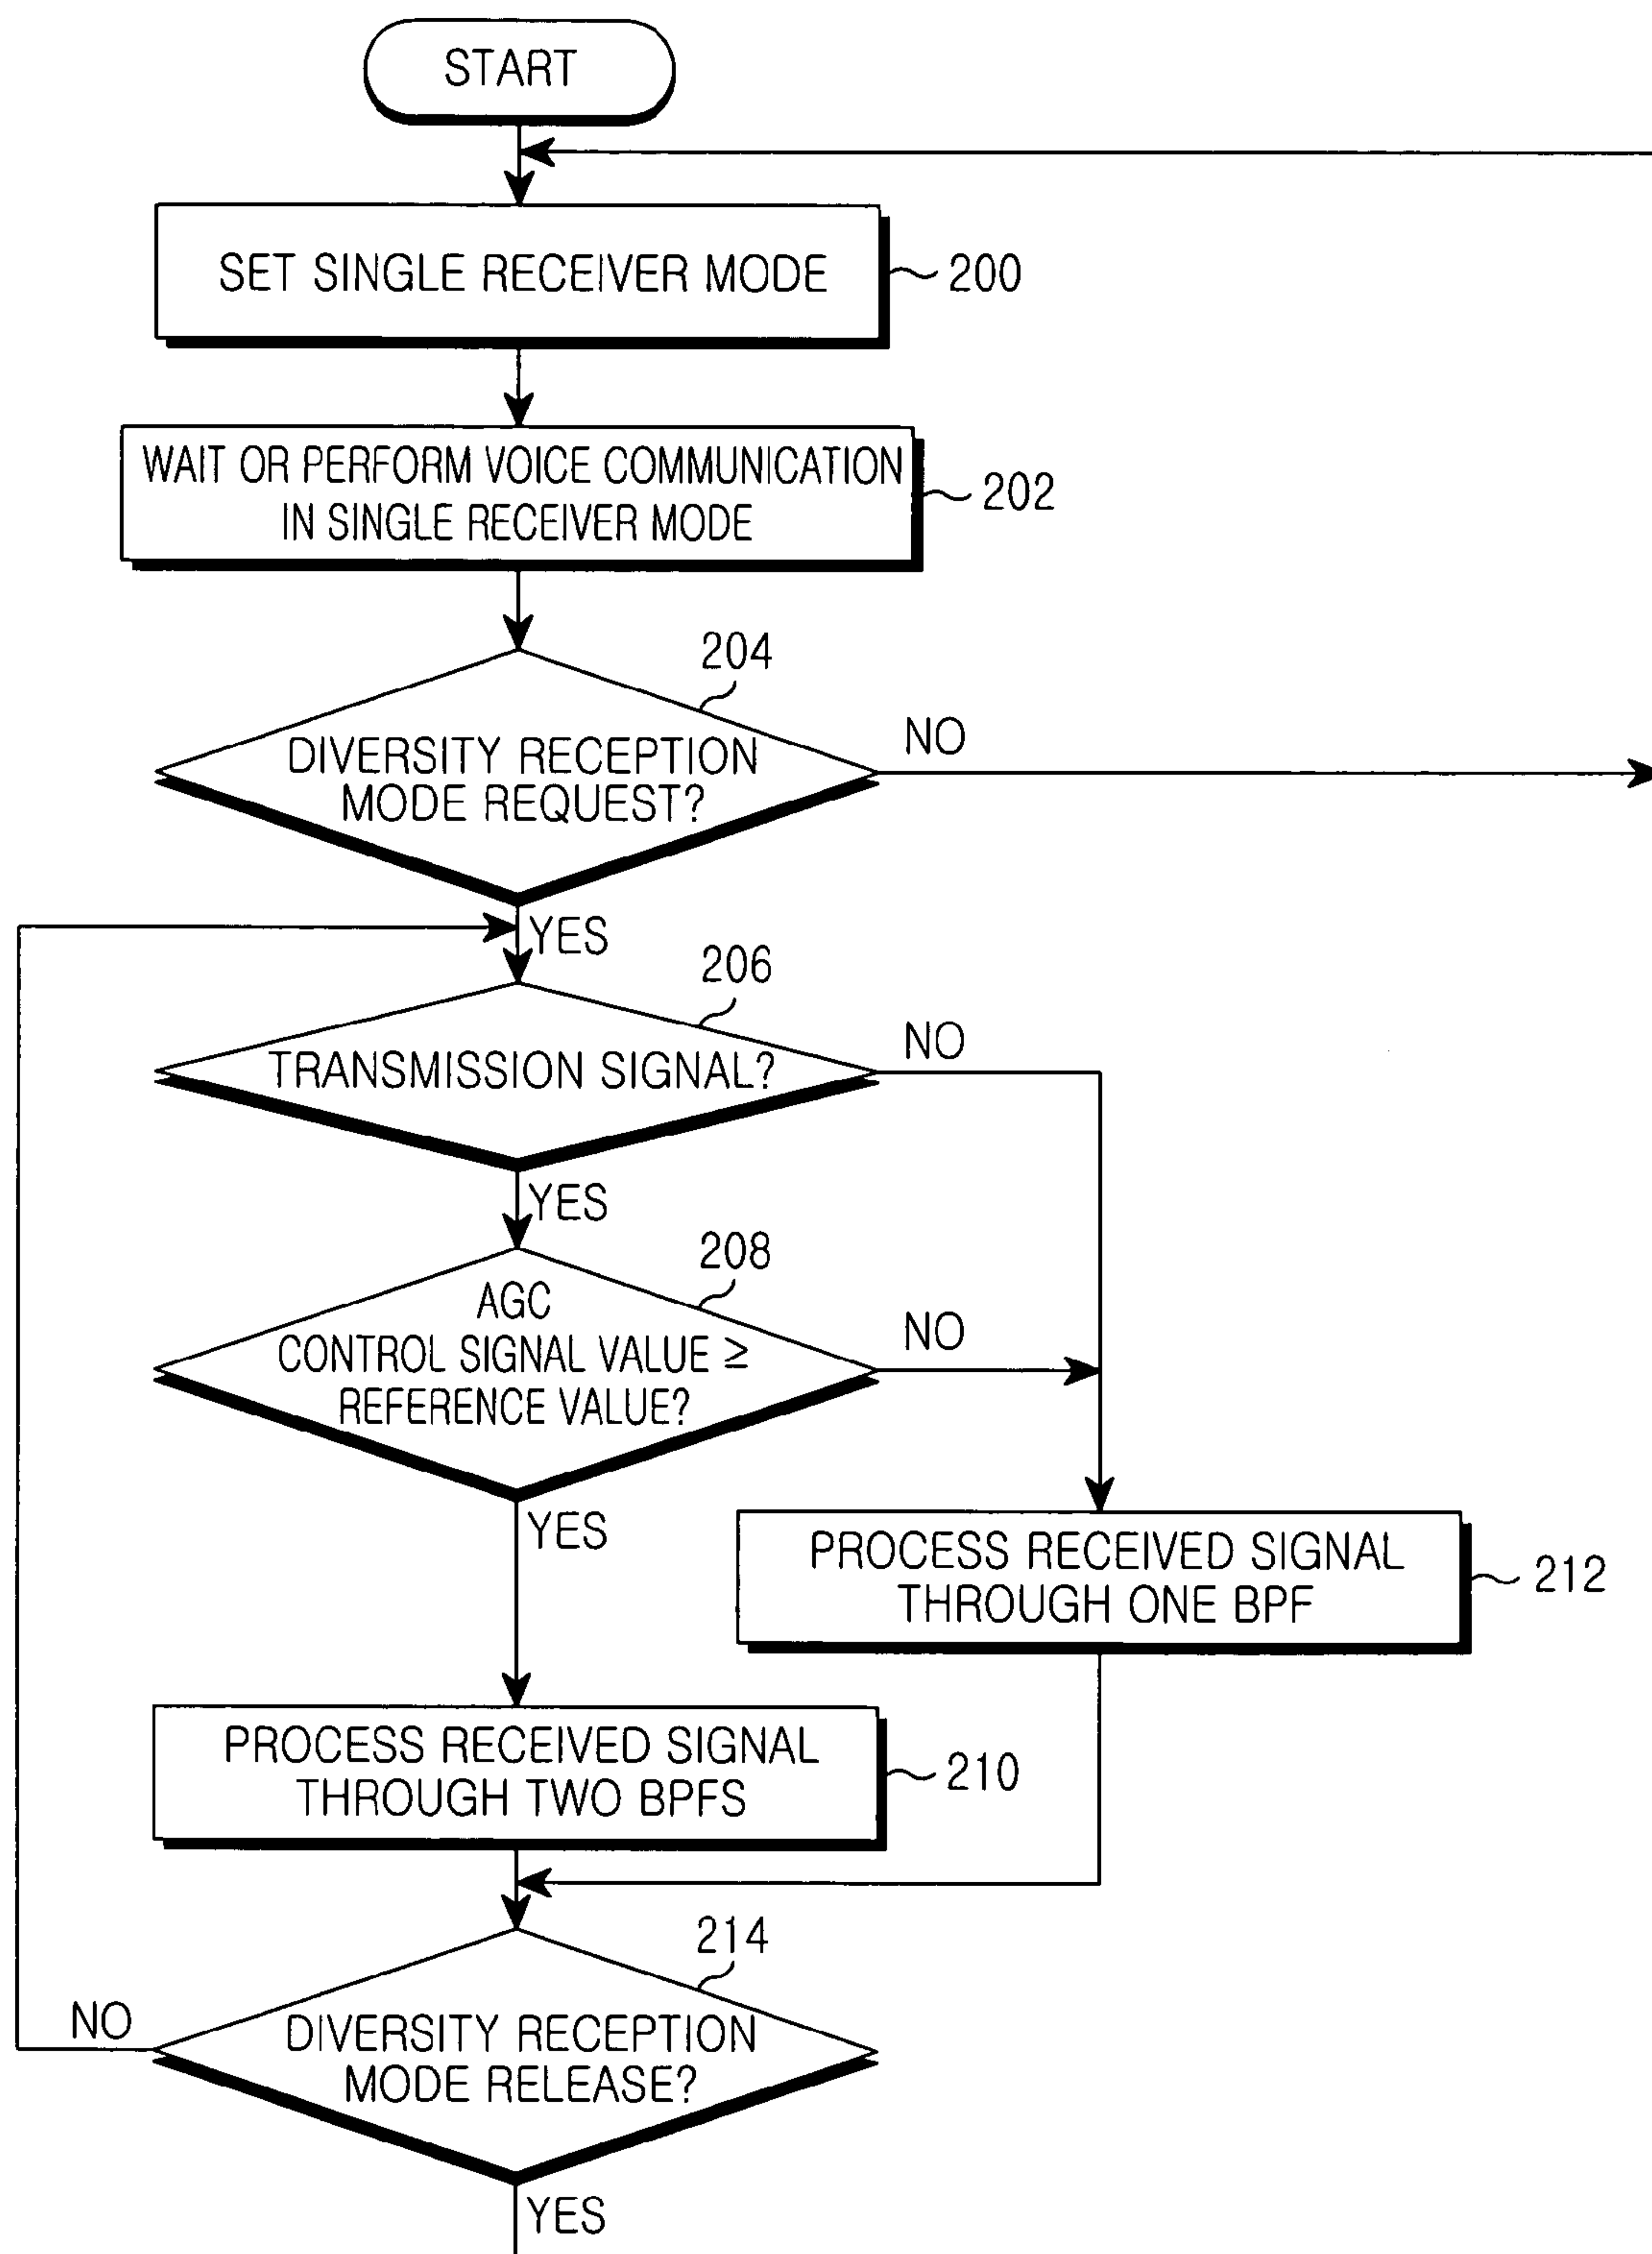 START
SET SINGLE RECEIVER MODE
200
WAIT OR PERFORM VOICE COMMUNICATION
IN SINGLE RECEIVER MODE
202
204
DIVERSITY RECEPTION
MODE REQUEST?
NO
YES
206
TRANSMISSION SIGNAL?
NO
YES
208
AGC
CONTROL SIGNAL VALUE ≥
REFERENCE VALUE?
NO
YES
PROCESS RECEIVED SIGNAL
THROUGH ONE BPF
212
PROCESS RECEIVED SIGNAL
THROUGH TWO BPFS
210
214
DIVERSITY RECEPTION
MODE RELEASE?
NO
YES